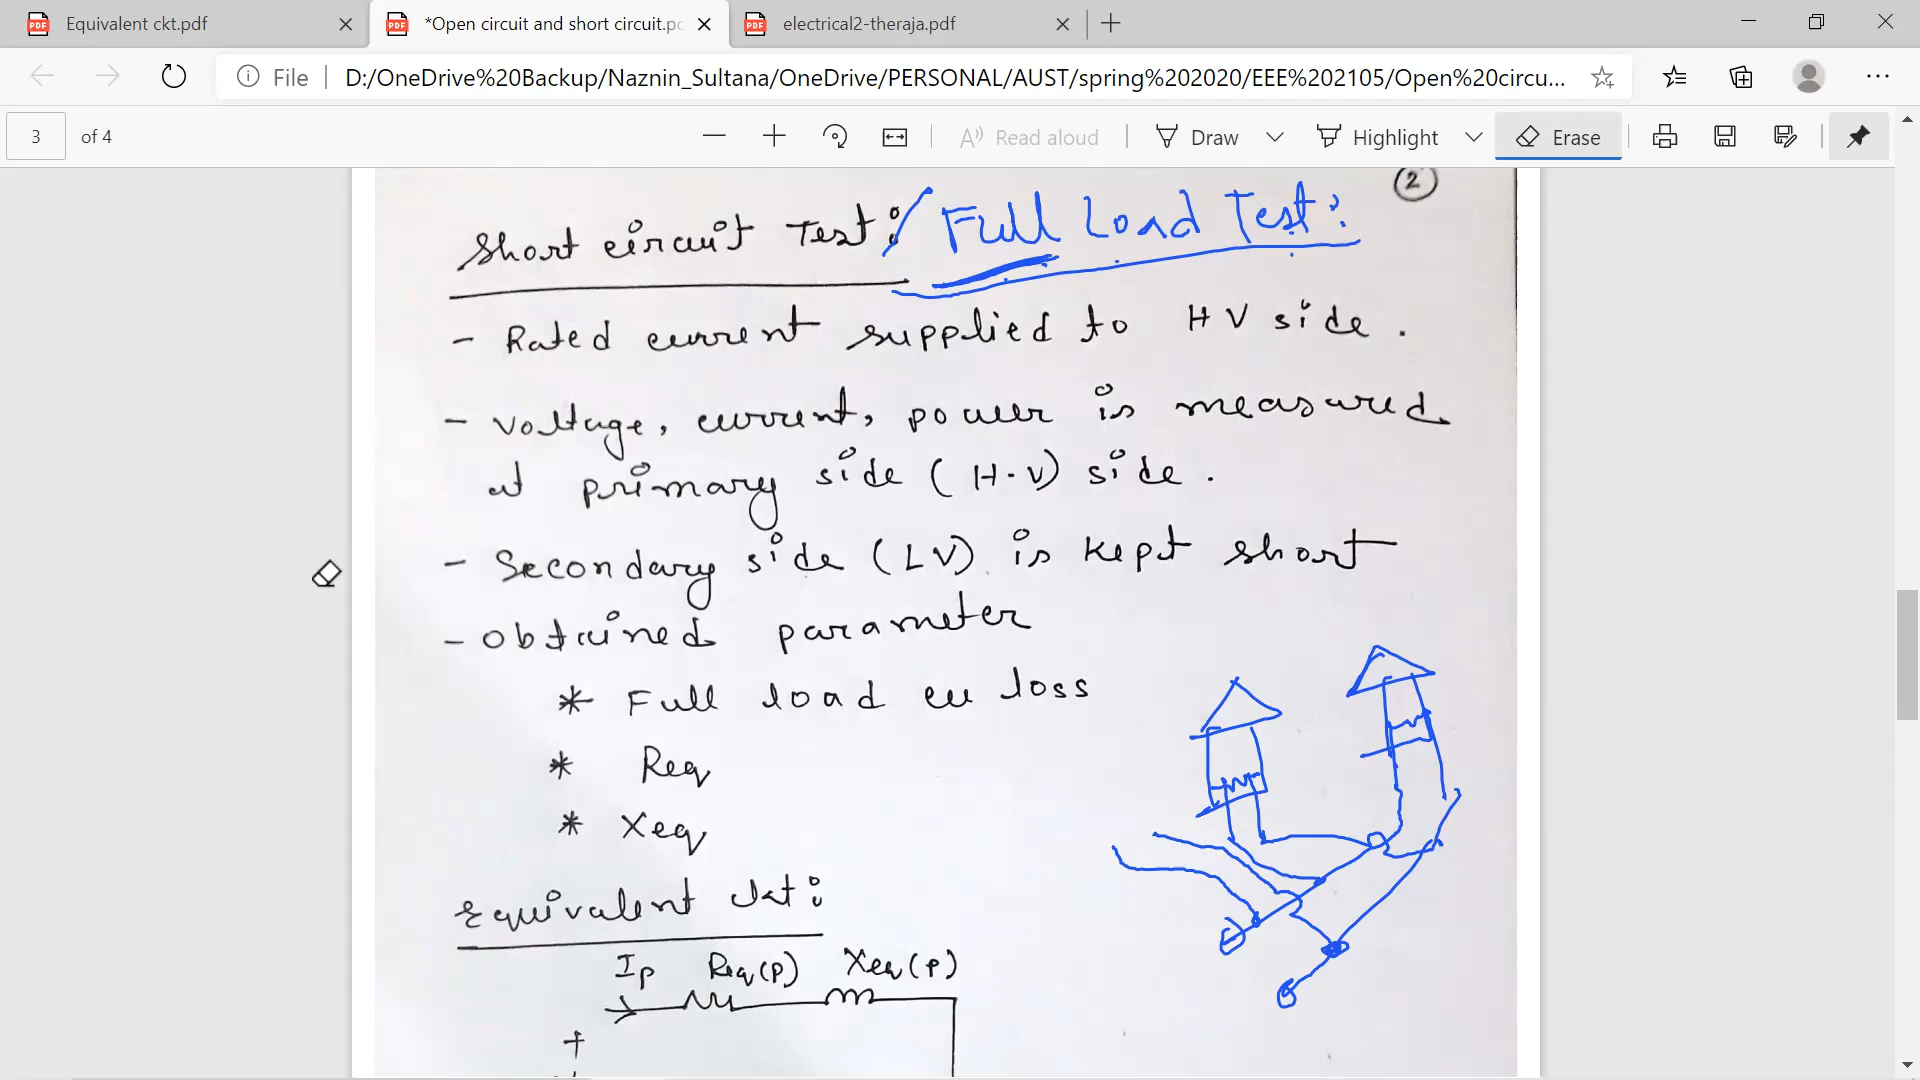 Equivalent ckt.pdf
*Open circuit and short circuit.pc
electrical2-theraja.pdf
File
D:/OneDrive%20Backup/Naznin_Sultana/OneDrive/PERSONAL/AUST/spring%202020/EEE%202105/Open%20circu...
3 of 4
Read aloud
Draw
Highlight
Erase
2
Short circuit Test: / Full Load Test:
- Rated current supplied to HV side.
- voltage, current, power is measured
at primary side (H-V) side.
- Secondary side (LV) is kept short
- obtained parameter
* Full load cu loss
* Req
* Xeq
Equivalent ckt:
Ip Req(p) Xeq(p)
+